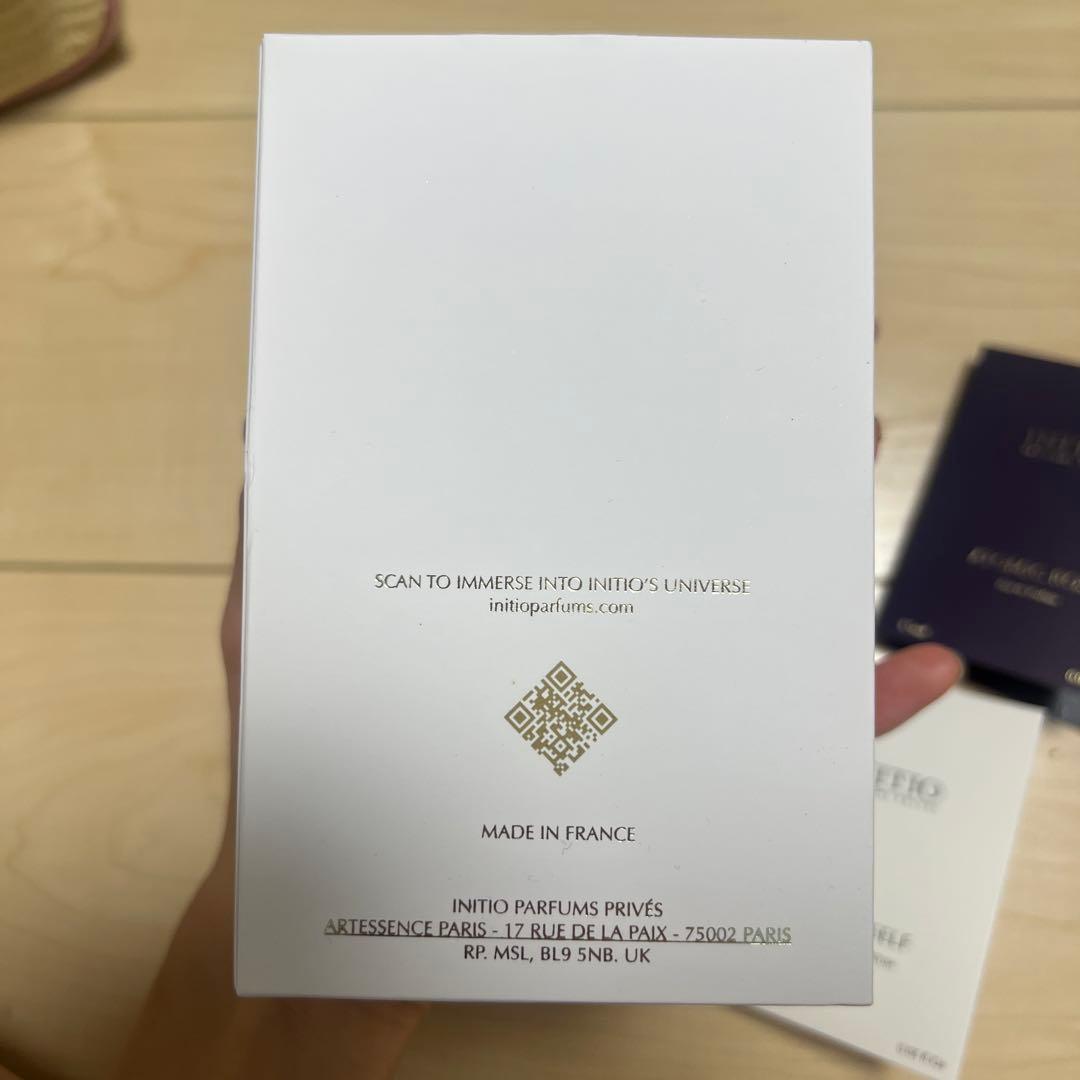 SCAN TO IMMERSE INTO INITIO'S UNIVERSE
initioparfums.com
MADE IN FRANCE
INITIO PARFUMS PRIVÉS
ARTESSENCE PARIS - 17 RUE DE LA PAIX - 75002 PARIS
RP. MSL, BL9 5NB. UK